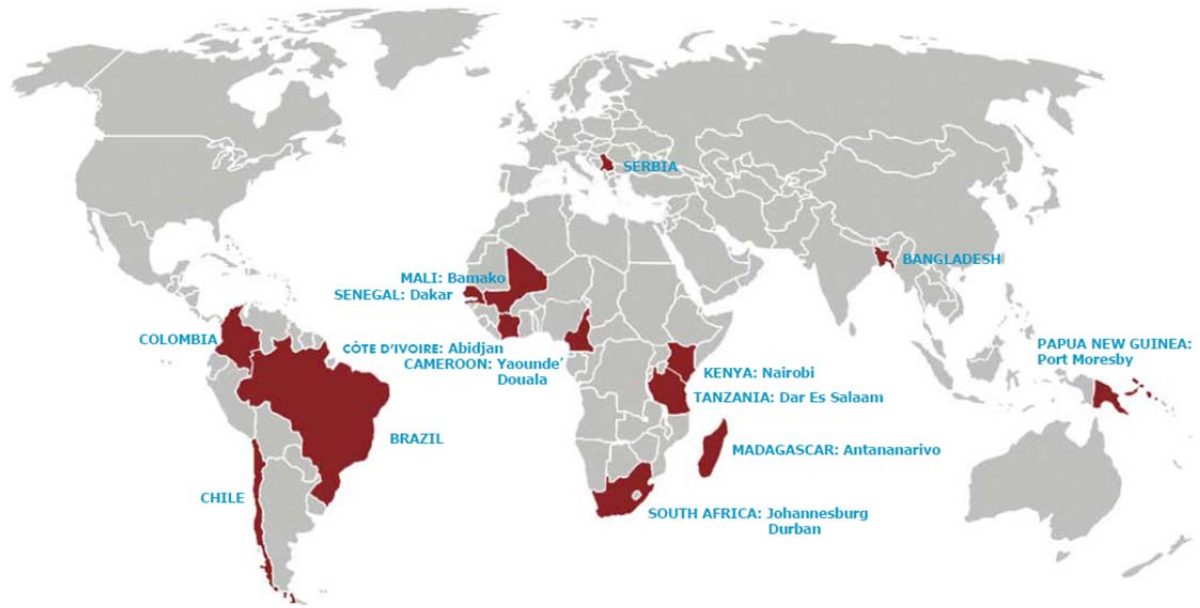 SERBIA
BANGLADESH
MALI: Bamako
SENEGAL: Dakar
COLOMBIA
CÔTE D'IVOIRE: Abidjan
CAMEROON: Yaounde'
Douala
PAPUA NEW GUINEA:
Port Moresby
KENYA: Nairobi
TANZANIA: Dar Es Salaam
BRAZIL
MADAGASCAR: Antananarivo
CHILE
SOUTH AFRICA: Johannesburg
Durban